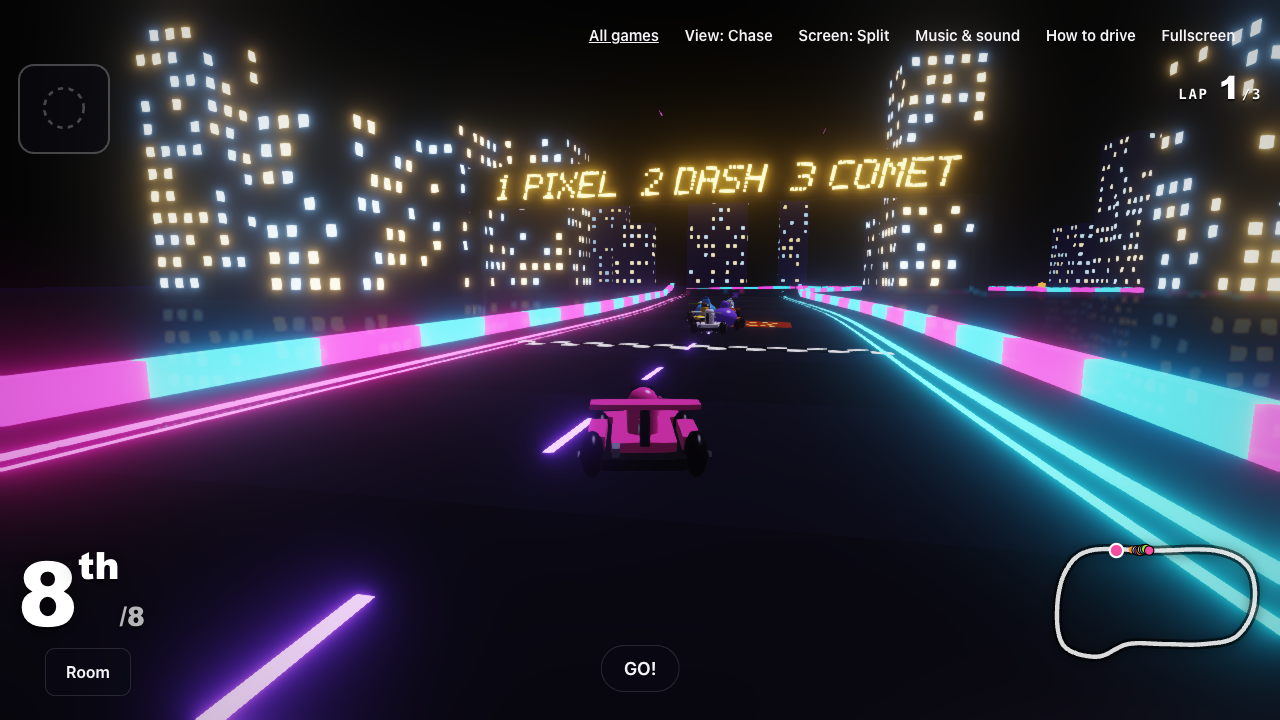 All games View: Chase Screen: Split Music & sound How to drive Fullscreen
LAP 1/3
1 PIXEL 2 DASH 3 COMET
8th/8
Room
GO!